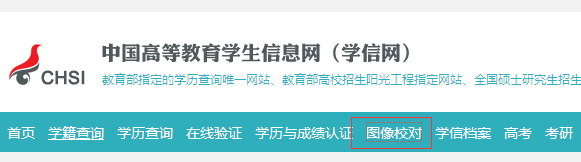 中国高等教育学生信息网（学信网）
CHSI
教育部指定的学历查询唯一网站、教育部高校招生阳光工程指定网站、全国硕士研究生招生
首页 学籍查询 学历查询 在线验证 学历与成绩认证 图像校对 学信档案 高考 考研